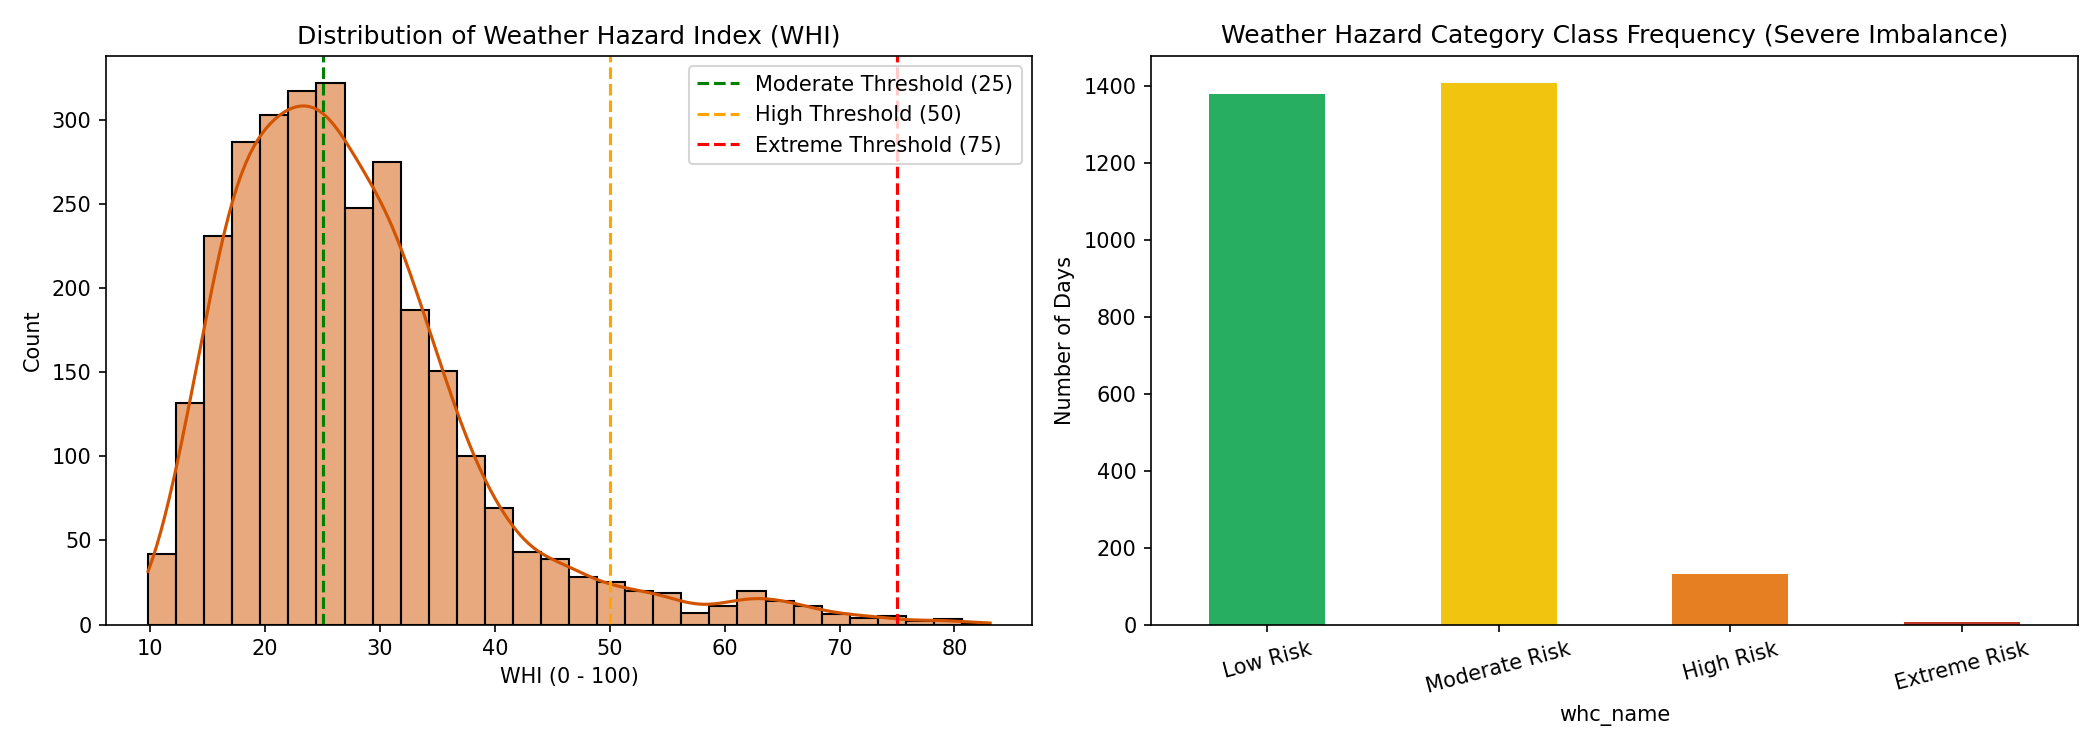 Distribution of Weather Hazard Index (WHI)
Moderate Threshold (25)
High Threshold (50)
Extreme Threshold (75)
Count
300
250
200
150
100
50
0
10 20 30 40 50 60 70 80
WHI (0 - 100)
Weather Hazard Category Class Frequency (Severe Imbalance)
Number of Days
1400
1200
1000
800
600
400
200
0
Low Risk Moderate Risk High Risk Extreme Risk
whc_name